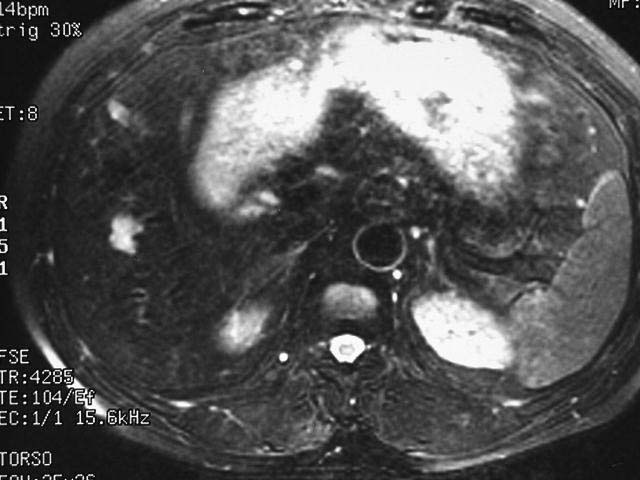 14bpm
trig 30%
MP:
ET:8
R
1
5
1
FSE
TR:4285
TE:104/Ef
EC:1/1 15.6kHz
TORSO